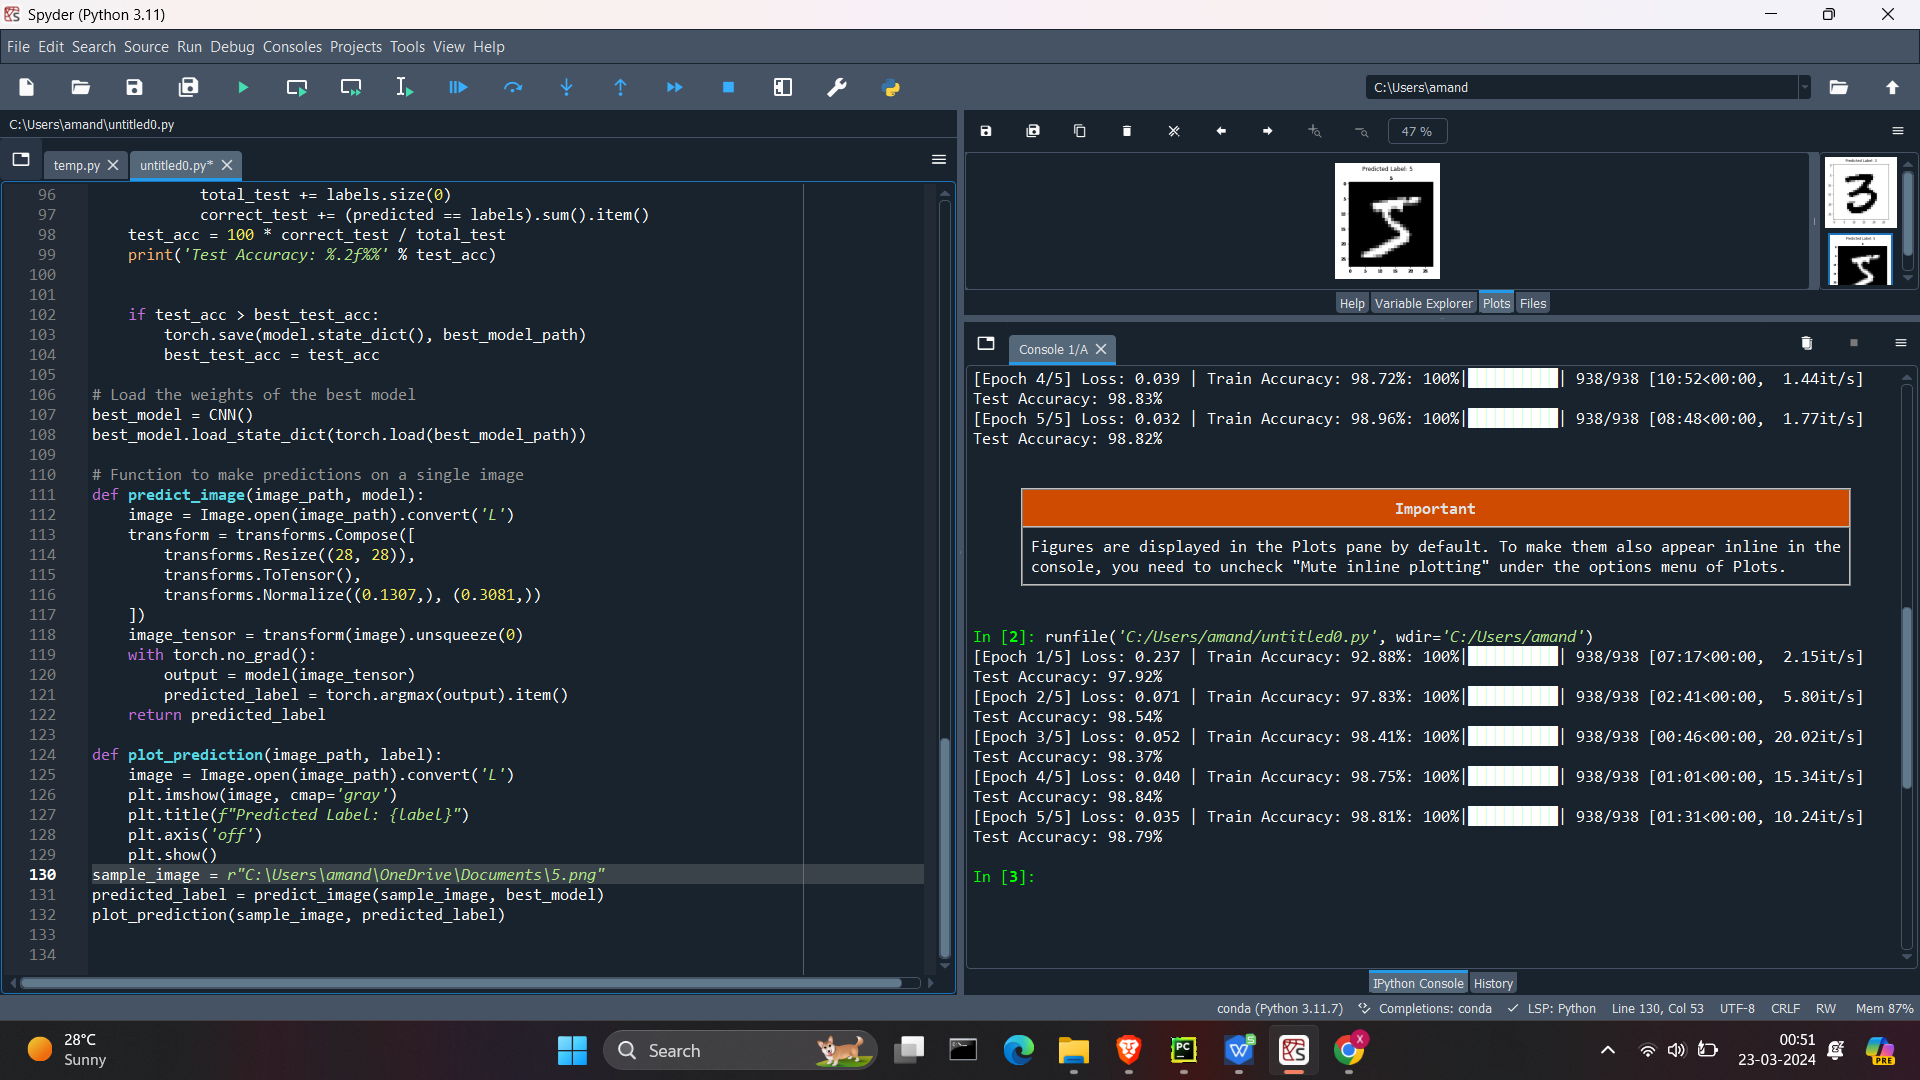 Spyder (Python 3.11)
File Edit Search Source Run Debug Consoles Projects Tools View Help
C:\Users\amand
C:\Users\amand\untitled0.py
47 %
temp.py
untitled0.py*
96 total_test += labels.size(0)
97 correct_test += (predicted == labels).sum().item()
98 test_acc = 100 * correct_test / total_test
99 print('Test Accuracy: %.2f%%' % test_acc)
100
101
102 if test_acc > best_test_acc:
103 torch.save(model.state_dict(), best_model_path)
104 best_test_acc = test_acc
105
106 # Load the weights of the best model
107 best_model = CNN()
108 best_model.load_state_dict(torch.load(best_model_path))
109
110 # Function to make predictions on a single image
111 def predict_image(image_path, model):
112 image = Image.open(image_path).convert('L')
113 transform = transforms.Compose([
114 transforms.Resize((28, 28)),
115 transforms.ToTensor(),
116 transforms.Normalize((0.1307,), (0.3081,))
117 ])
118 image_tensor = transform(image).unsqueeze(0)
119 with torch.no_grad():
120 output = model(image_tensor)
121 predicted_label = torch.argmax(output).item()
122 return predicted_label
123
124 def plot_prediction(image_path, label):
125 image = Image.open(image_path).convert('L')
126 plt.imshow(image, cmap='gray')
127 plt.title(f"Predicted Label: {label}")
128 plt.axis('off')
129 plt.show()
130 sample_image = r"C:\Users\amand\OneDrive\Documents\5.png"
131 predicted_label = predict_image(sample_image, best_model)
132 plot_prediction(sample_image, predicted_label)
133
134
Predicted Label: 5
5
3
5
Help Variable Explorer Plots Files
Console 1/A
[Epoch 4/5] Loss: 0.039 | Train Accuracy: 98.72%: 100%|██████████| 938/938 [10:52<00:00, 1.44it/s]
Test Accuracy: 98.83%
[Epoch 5/5] Loss: 0.032 | Train Accuracy: 98.96%: 100%|██████████| 938/938 [08:48<00:00, 1.77it/s]
Test Accuracy: 98.82%
Important
Figures are displayed in the Plots pane by default. To make them also appear inline in the
console, you need to uncheck "Mute inline plotting" under the options menu of Plots.
In [2]: runfile('C:/Users/amand/untitled0.py', wdir='C:/Users/amand')
[Epoch 1/5] Loss: 0.237 | Train Accuracy: 92.88%: 100%|██████████| 938/938 [07:17<00:00, 2.15it/s]
Test Accuracy: 97.92%
[Epoch 2/5] Loss: 0.071 | Train Accuracy: 97.83%: 100%|██████████| 938/938 [02:41<00:00, 5.80it/s]
Test Accuracy: 98.54%
[Epoch 3/5] Loss: 0.052 | Train Accuracy: 98.41%: 100%|██████████| 938/938 [00:46<00:00, 20.02it/s]
Test Accuracy: 98.37%
[Epoch 4/5] Loss: 0.040 | Train Accuracy: 98.75%: 100%|██████████| 938/938 [01:01<00:00, 15.34it/s]
Test Accuracy: 98.84%
[Epoch 5/5] Loss: 0.035 | Train Accuracy: 98.81%: 100%|██████████| 938/938 [01:31<00:00, 10.24it/s]
Test Accuracy: 98.79%
In [3]:
IPython Console History
conda (Python 3.11.7) Completions: conda LSP: Python Line 130, Col 53 UTF-8 CRLF RW Mem 87%
28°C
Sunny
Search
00:51
23-03-2024